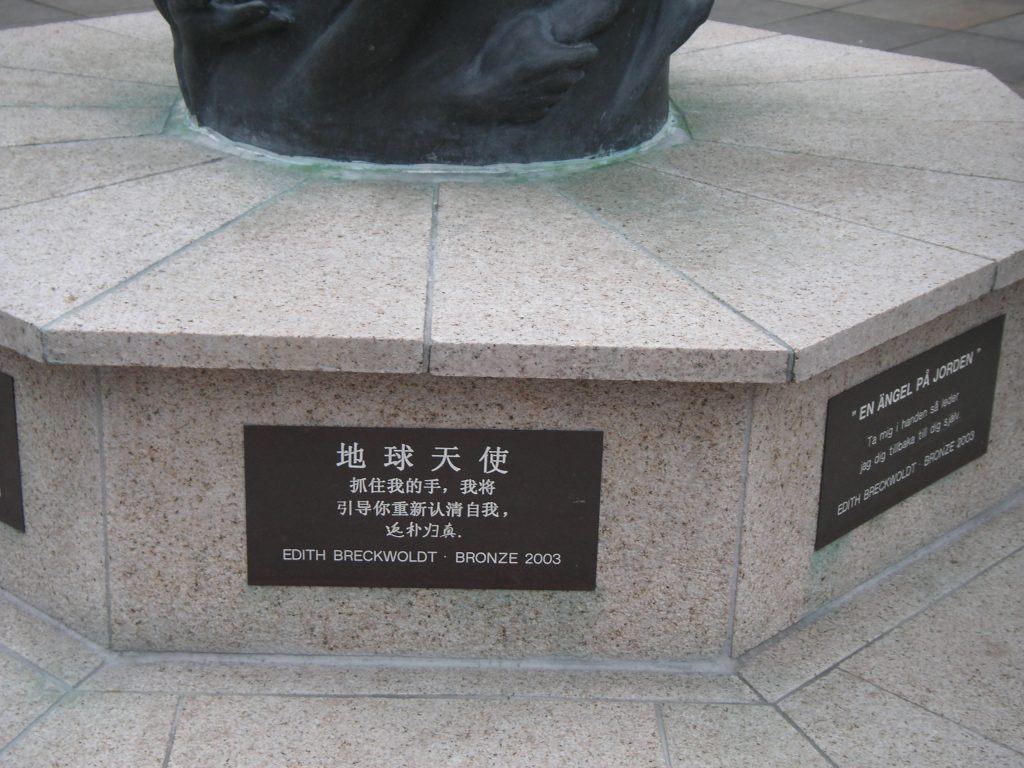 地球天使
抓住我的手，我将
引导你重新认清自我，
返朴归真.
EDITH BRECKWOLDT · BRONZE 2003
" EN ÄNGEL PÅ JORDEN "
Ta mig i handen så leder
jag dig tillbaka till dig själv.
EDITH BRECKWOLDT · BRONZE 2003